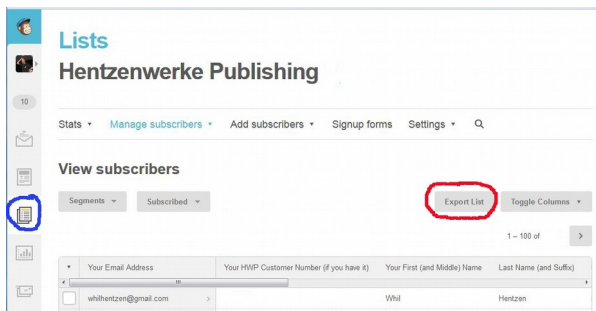 Lists
Hentzenwerke Publishing
10
Stats Manage subscribers Add subscribers Signup forms Settings
View subscribers
Segments Subscribed Export List Toggle Columns
1 – 100 of
Your Email Address Your HWP Customer Number (if you have it) Your First (and Middle) Name Last Name (and Suffix)
whilhentzen@gmail.com Whil Hentzen